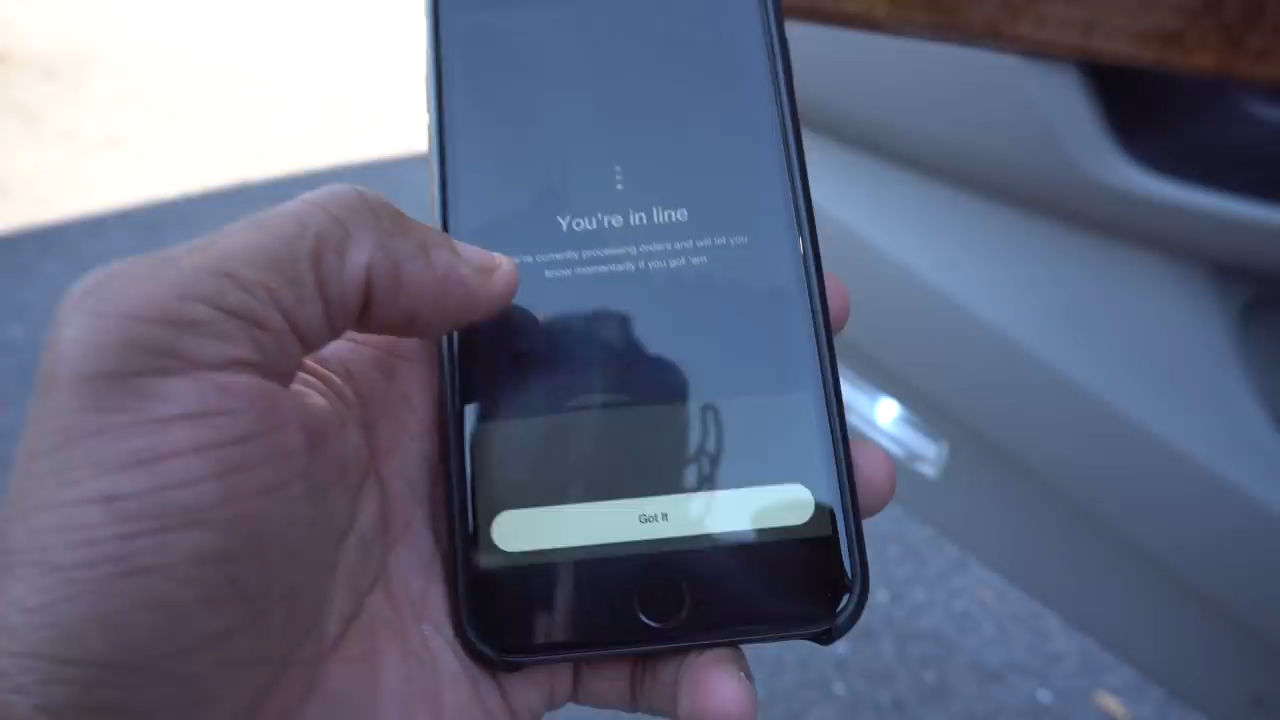 You're in line
're currently processing orders and will let you
know momentarily if you got 'em
Got It